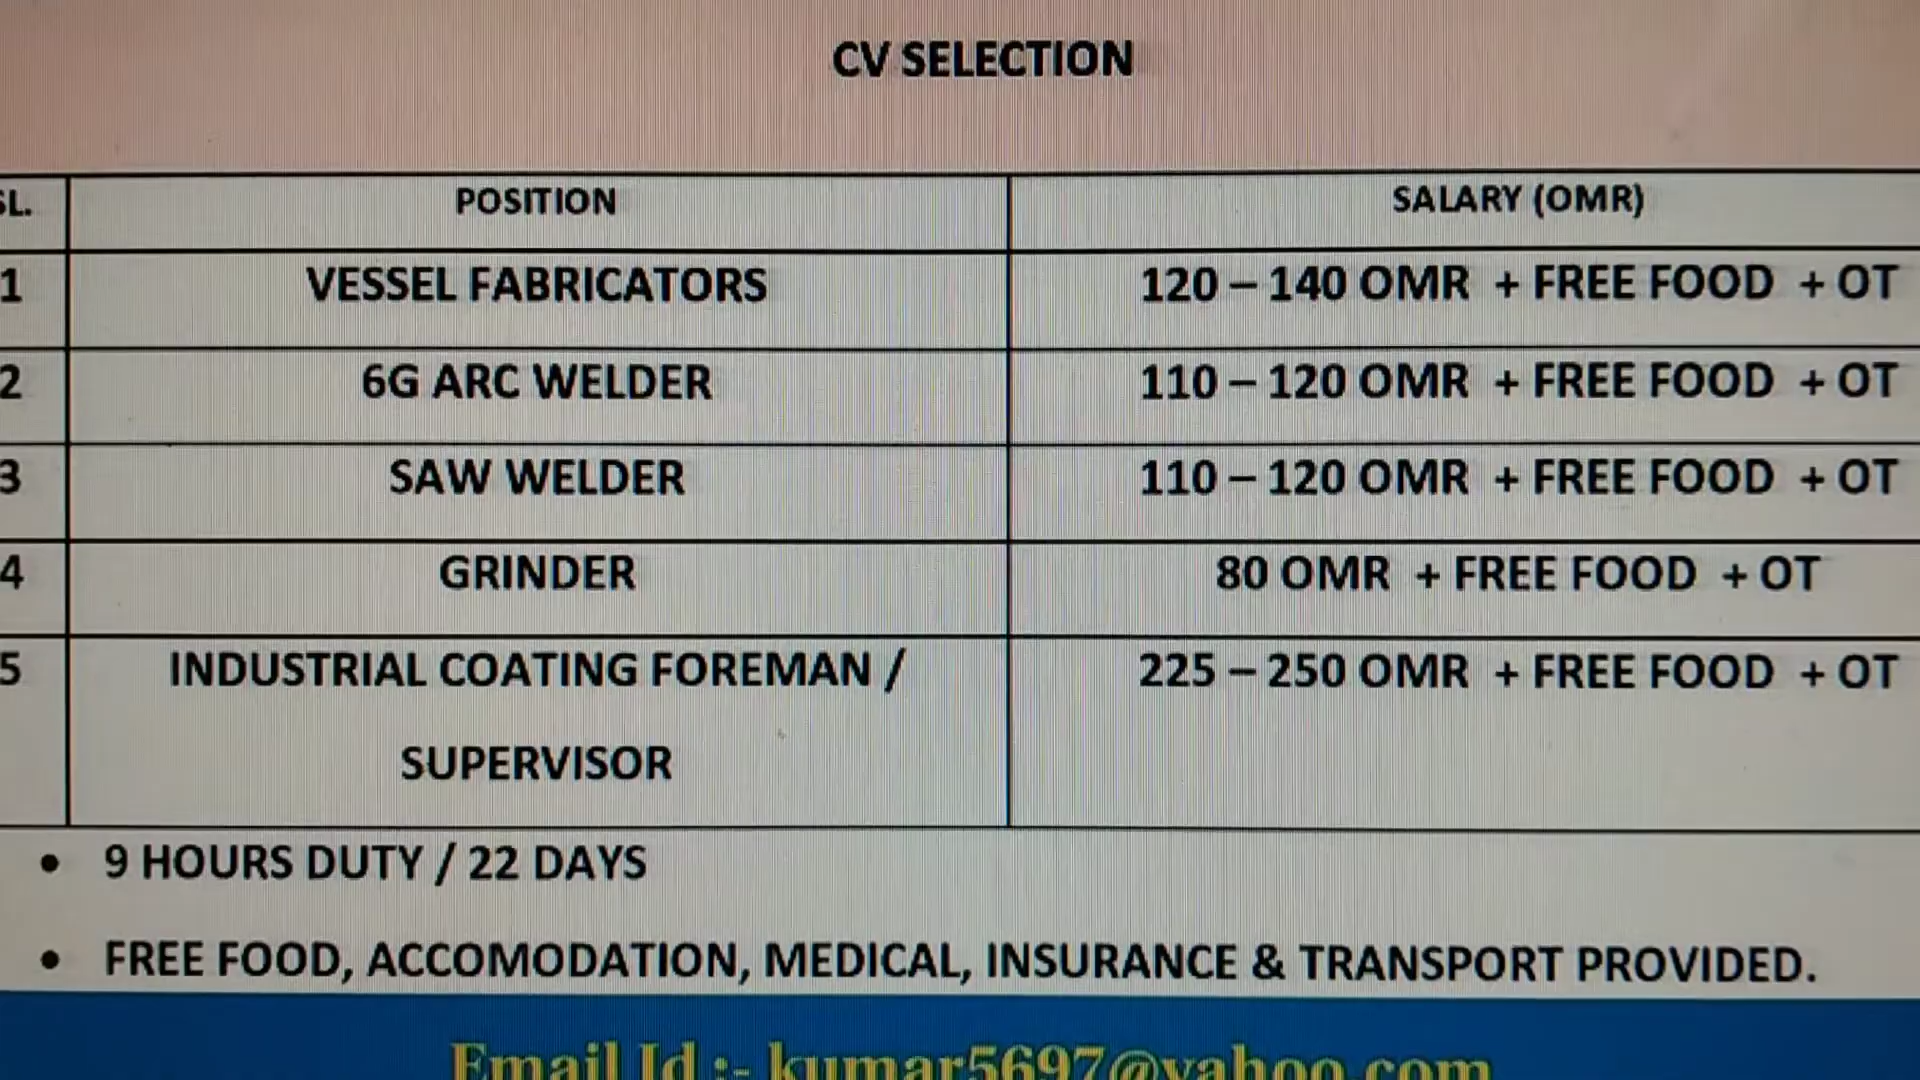 CV SELECTION
SL. POSITION SALARY (OMR)
1 VESSEL FABRICATORS 120 – 140 OMR + FREE FOOD + OT
2 6G ARC WELDER 110 – 120 OMR + FREE FOOD + OT
3 SAW WELDER 110 – 120 OMR + FREE FOOD + OT
4 GRINDER 80 OMR + FREE FOOD + OT
5 INDUSTRIAL COATING FOREMAN / 225 – 250 OMR + FREE FOOD + OT
SUPERVISOR
• 9 HOURS DUTY / 22 DAYS
• FREE FOOD, ACCOMODATION, MEDICAL, INSURANCE & TRANSPORT PROVIDED.
Email Id :- kumar5697@yahoo.com